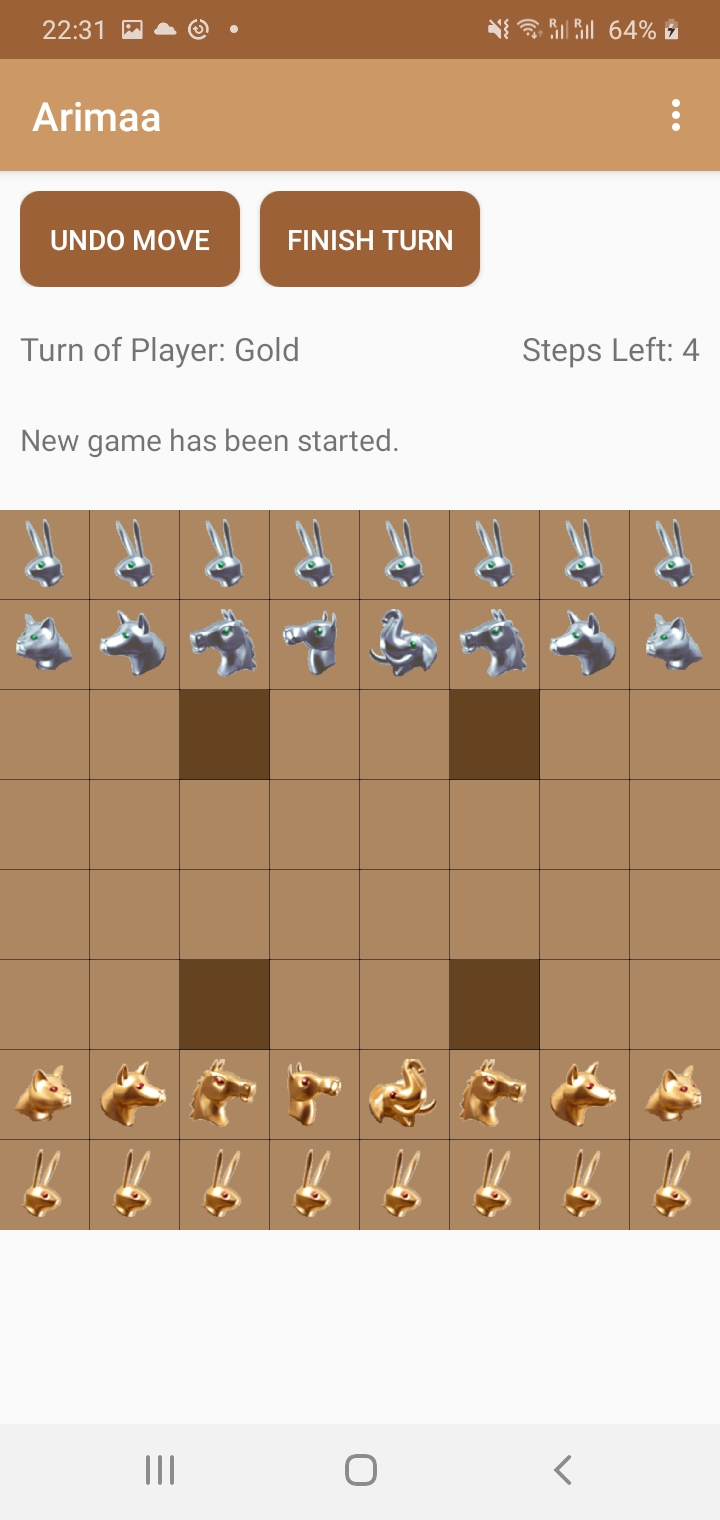 22:31
64%
Arimaa
UNDO MOVE
FINISH TURN
Turn of Player: Gold
Steps Left: 4
New game has been started.